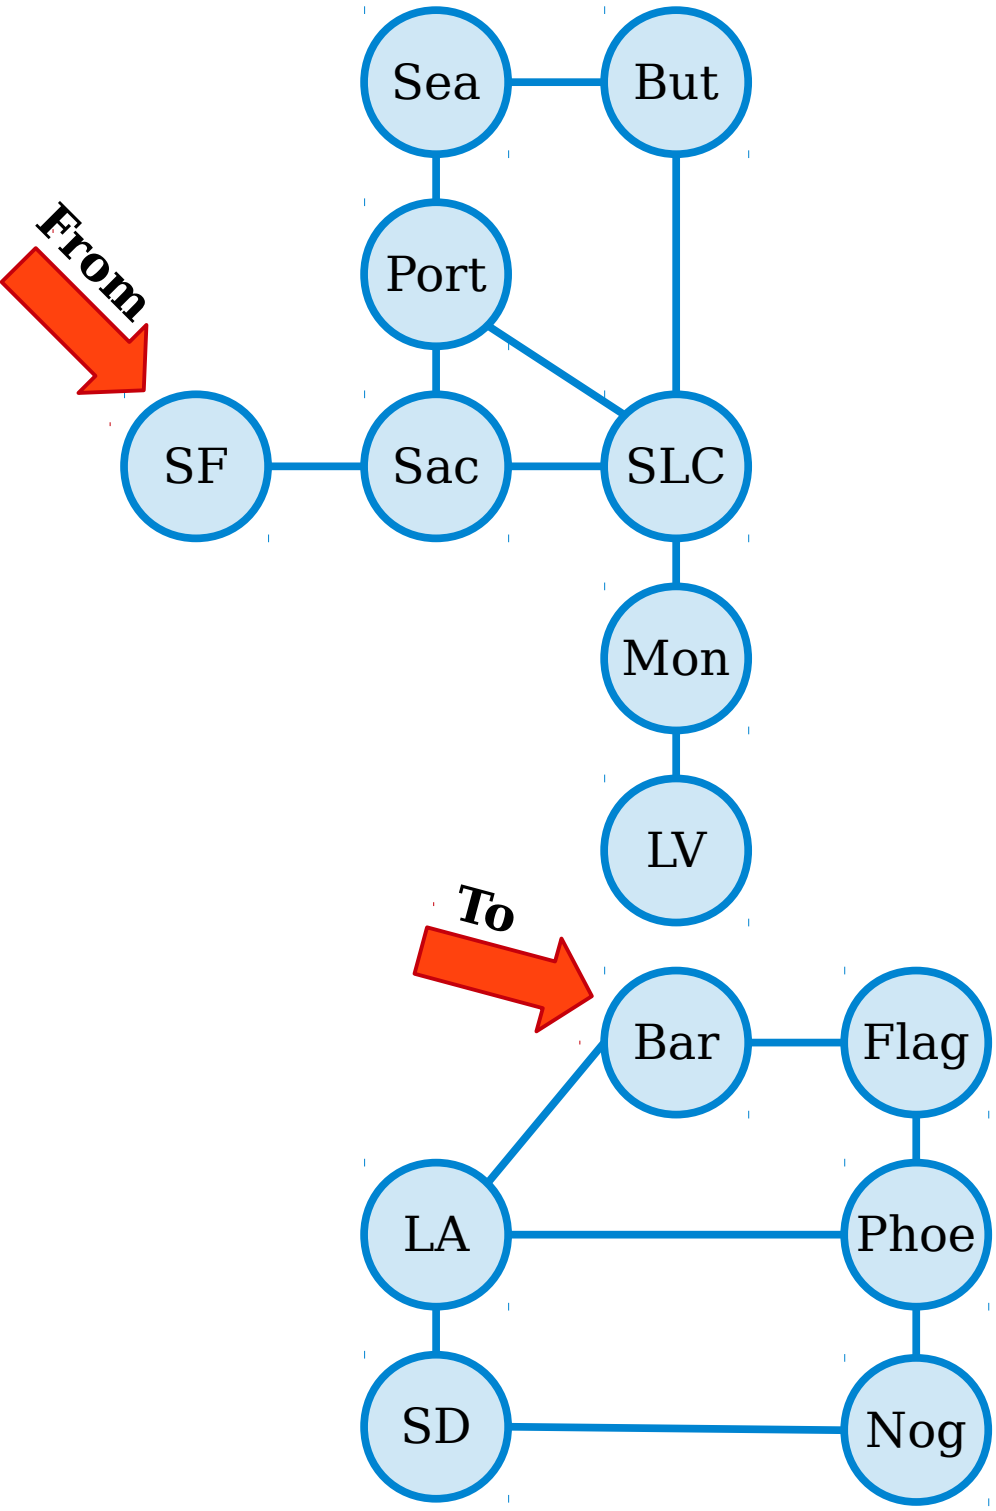 Sea
But
From
Port
SF
Sac
SLC
Mon
LV
To
Bar
Flag
LA
Phoe
SD
Nog